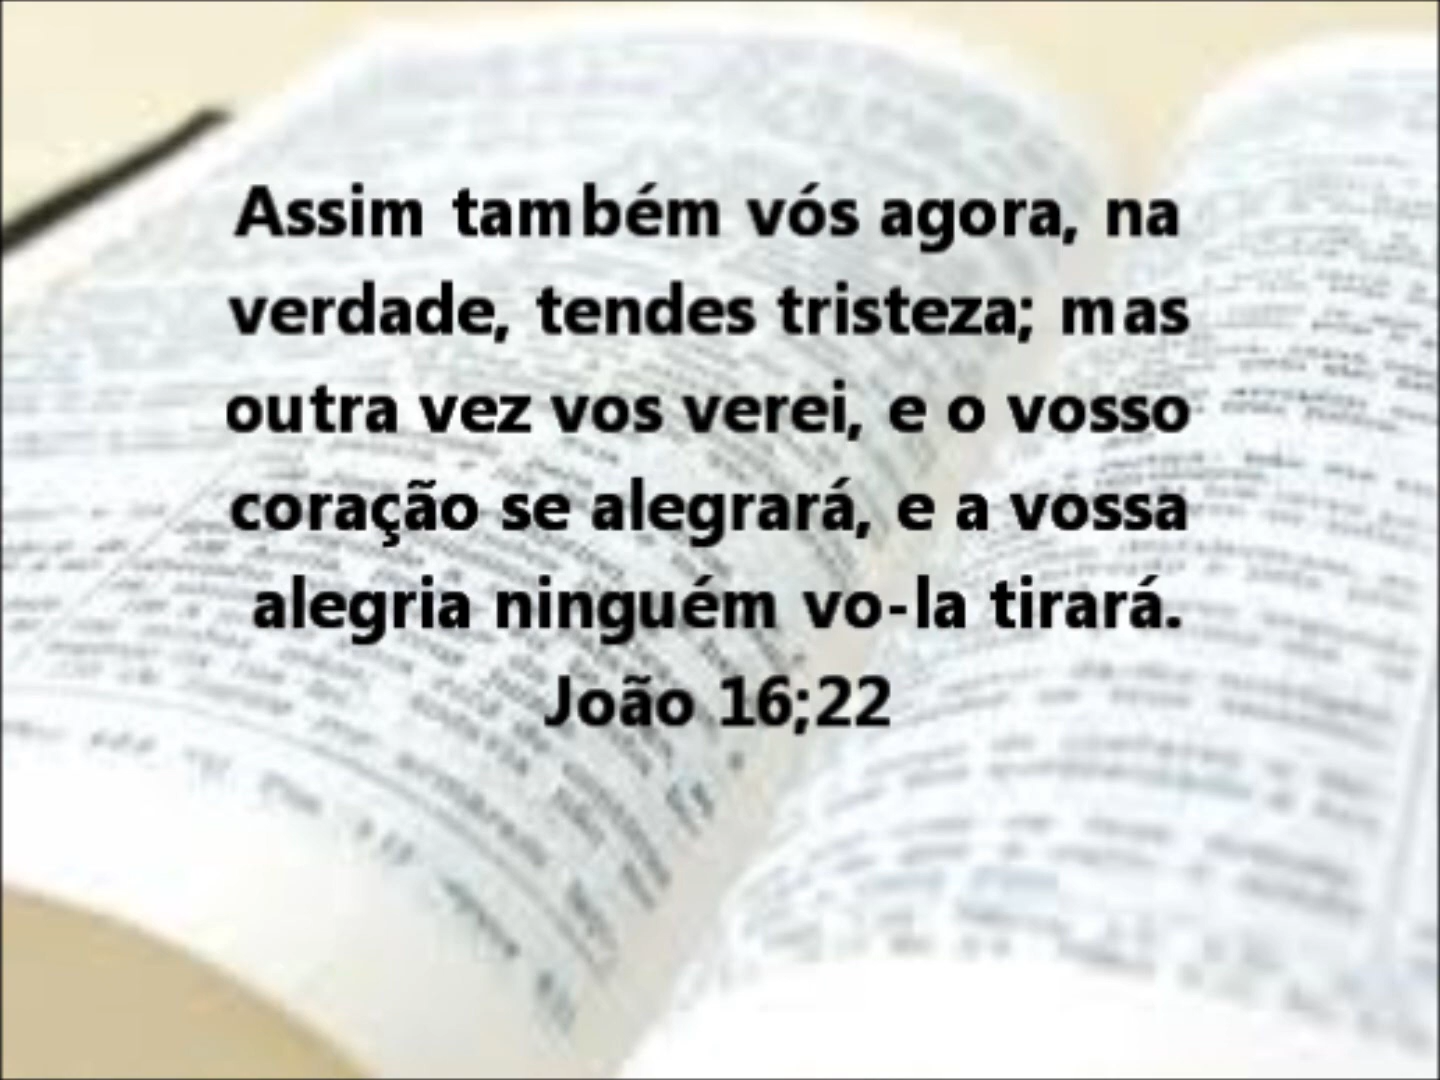 Assim também vós agora, na
verdade, tendes tristeza; mas
outra vez vos verei, e o vosso
coração se alegrará, e a vossa
alegria ninguém vo-la tirará.
João 16;22